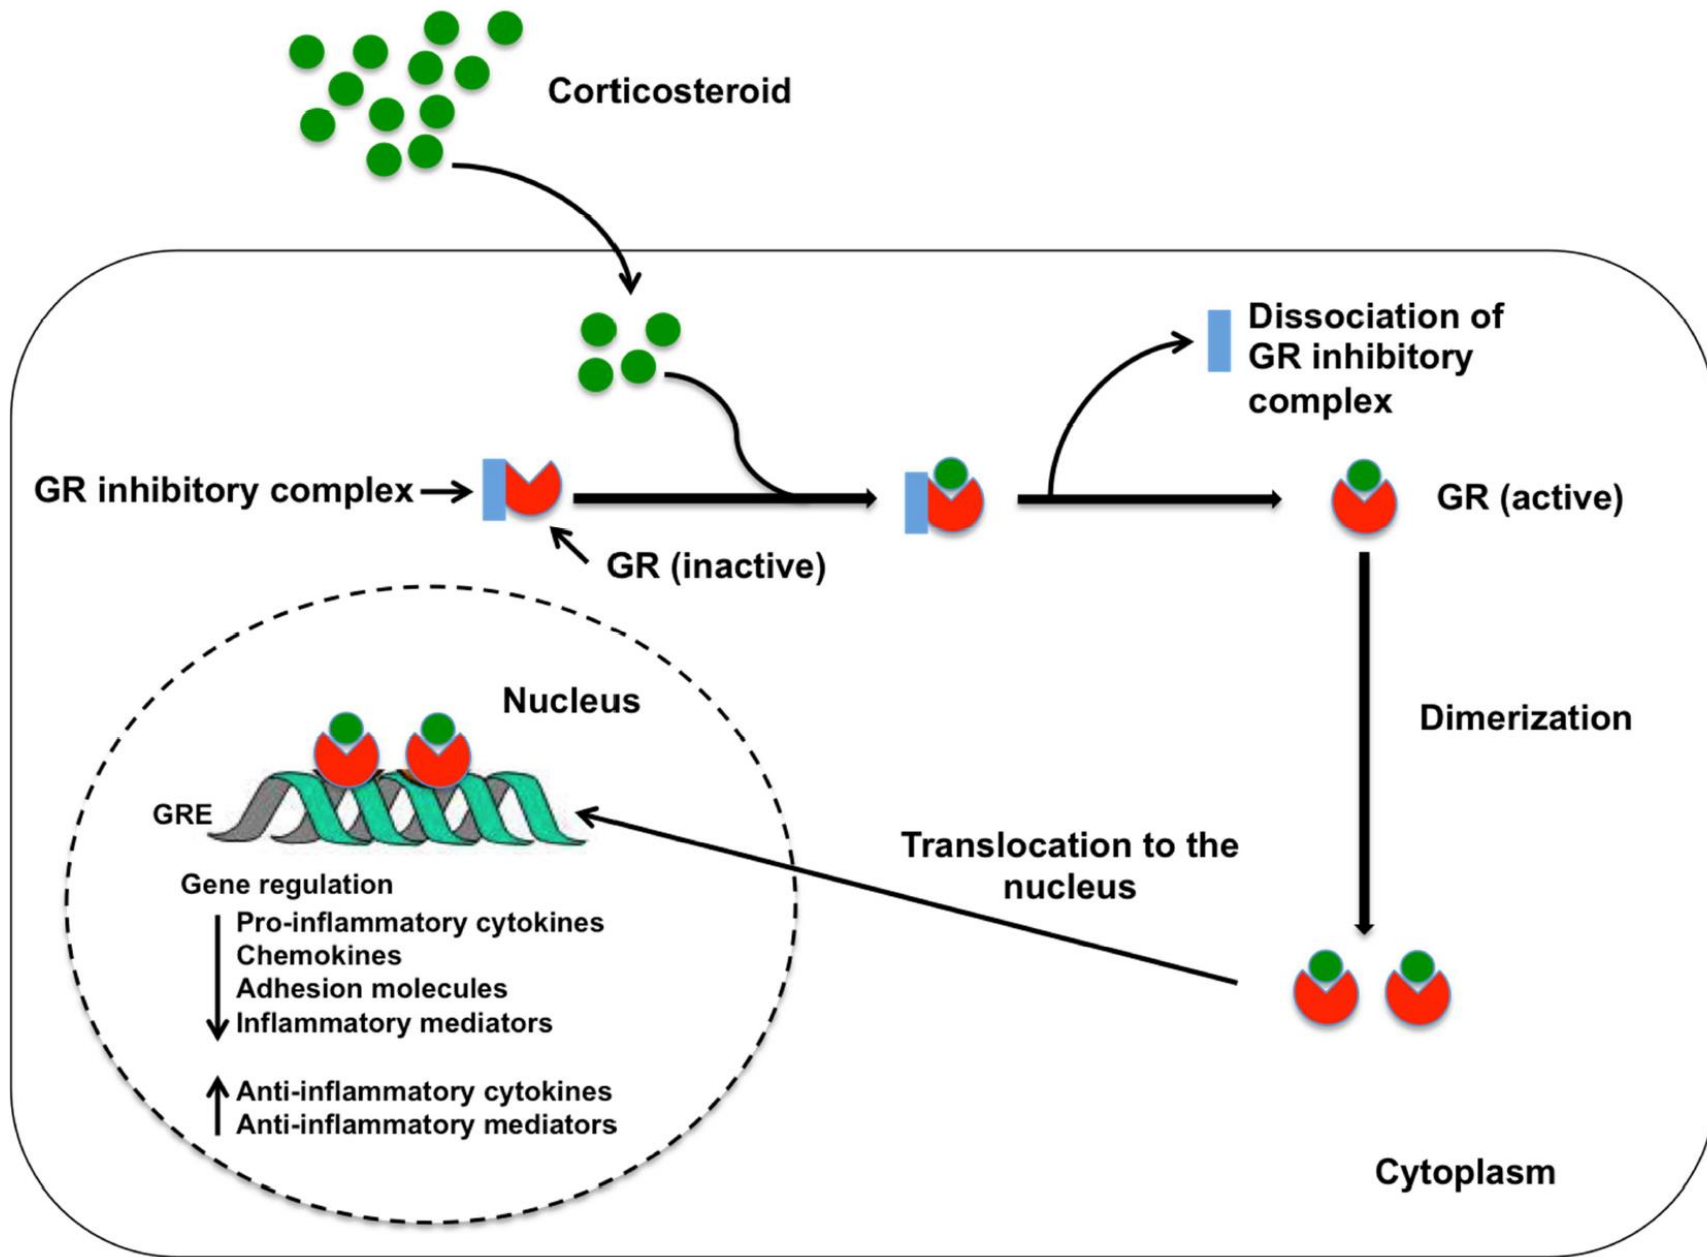 Corticosteroid
Dissociation of
GR inhibitory
complex
GR inhibitory complex
GR (active)
GR (inactive)
Nucleus
Dimerization
GRE
Translocation to the
nucleus
Gene regulation
Pro-inflammatory cytokines
Chemokines
Adhesion molecules
Inflammatory mediators
Anti-inflammatory cytokines
Anti-inflammatory mediators
Cytoplasm